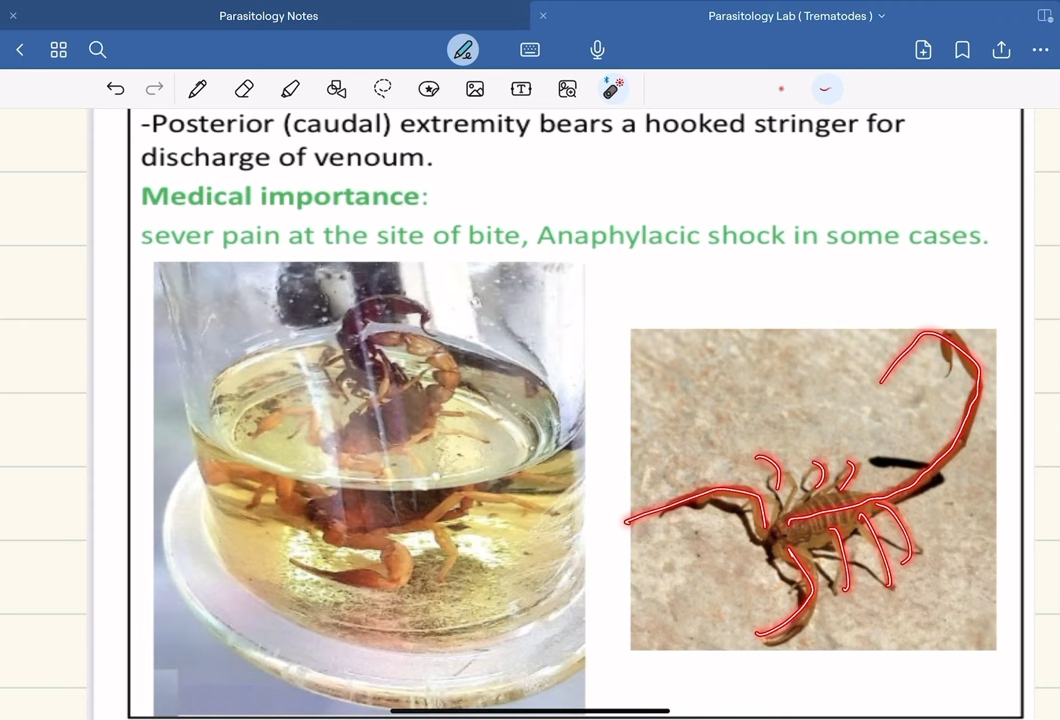 Parasitology Notes
Parasitology Lab ( Trematodes )
-Posterior (caudal) extremity bears a hooked stringer for
discharge of venoum.
Medical importance:
sever pain at the site of bite, Anaphylacic shock in some cases.